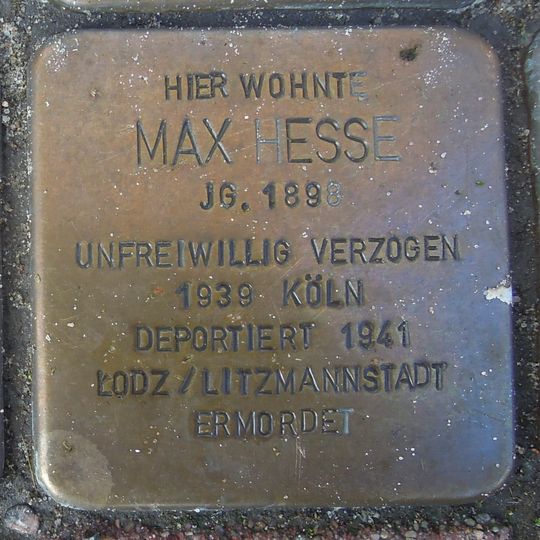 HIER WOHNTE
MAX HESSE
JG. 1898
UNFREIWILLIG VERZOGEN
1939 KÖLN
DEPORTIERT 1941
ŁODZ/LITZMANNSTADT
ERMORDET